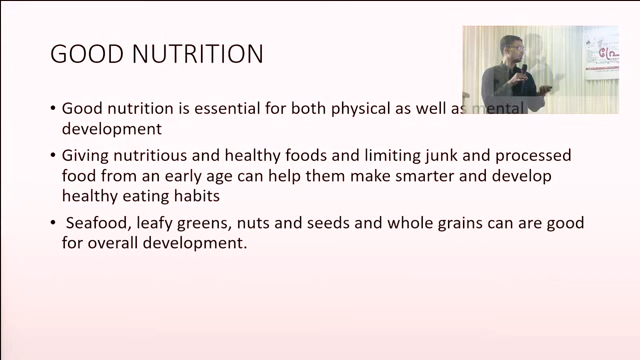 GOOD NUTRITION
• Good nutrition is essential for both physical as well as mental
development
• Giving nutritious and healthy foods and limiting junk and processed
food from an early age can help them make smarter and develop
healthy eating habits
• Seafood, leafy greens, nuts and seeds and whole grains can are good
for overall development.